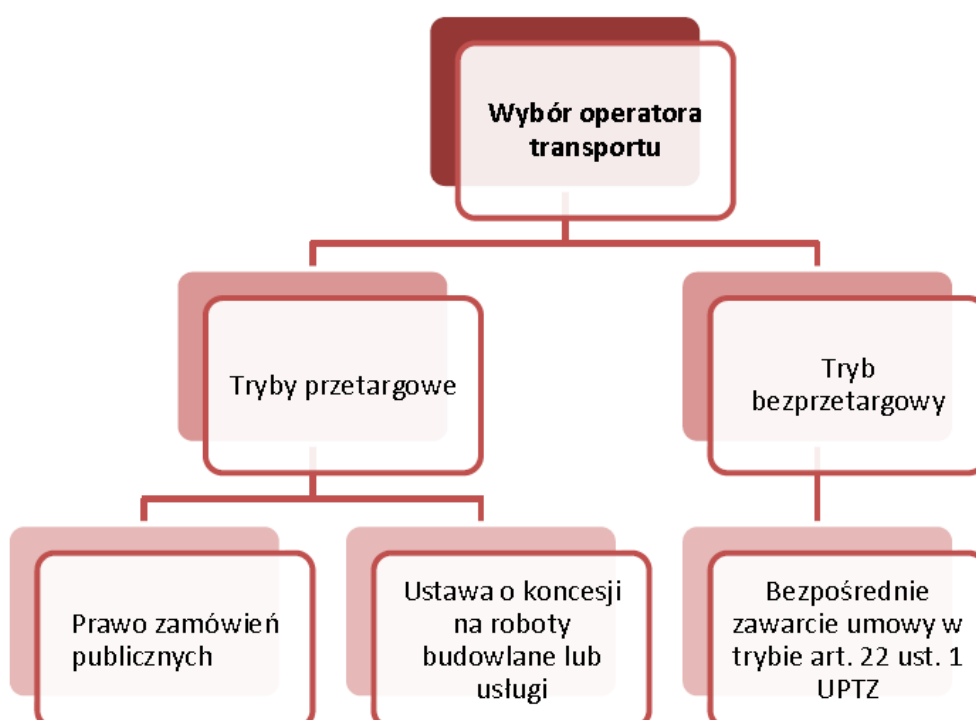 Wybór operatora
transportu
Tryby przetargowe
Tryb
bezprzetargowy
Prawo zamówień
publicznych
Ustawa o koncesji
na roboty
budowlane lub
usługi
Bezpośrednie
zawarcie umowy w
trybie art. 22 ust. 1
UPTZ